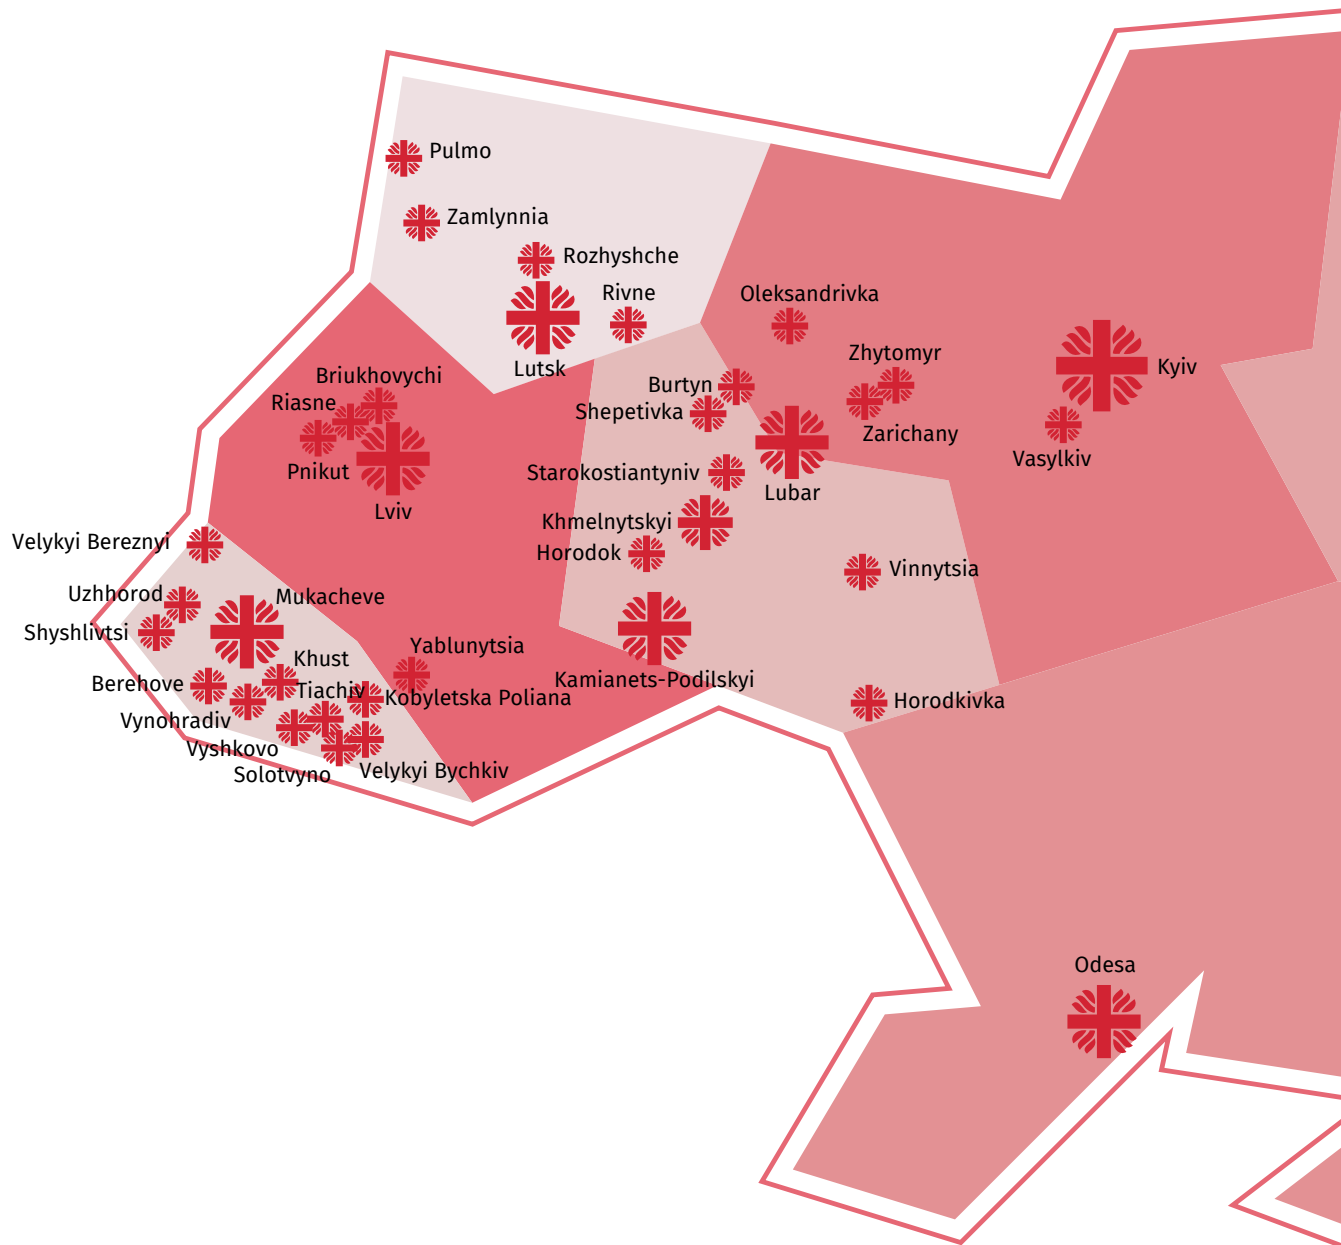 Pulmo
Zamlynnia
Rozhyshche
Rivne
Oleksandrivka
Lutsk
Zhytomyr
Kyiv
Briukhovychi
Burtyn
Riasne
Shepetivka
Zarichany
Vasylkiv
Pnikut
Starokostiantyniv
Lubar
Lviv
Khmelnytskyi
Velykyi Bereznyi
Horodok
Vinnytsia
Uzhhorod
Mukacheve
Shyshlivtsi
Yablunytsia
Khust
Berehove
Tiachiv
Kamianets-Podilskyi
Kobyletska Poliana
Horodkivka
Vynohradiv
Vyshkovo
Solotvyno
Velykyi Bychkiv
Odesa